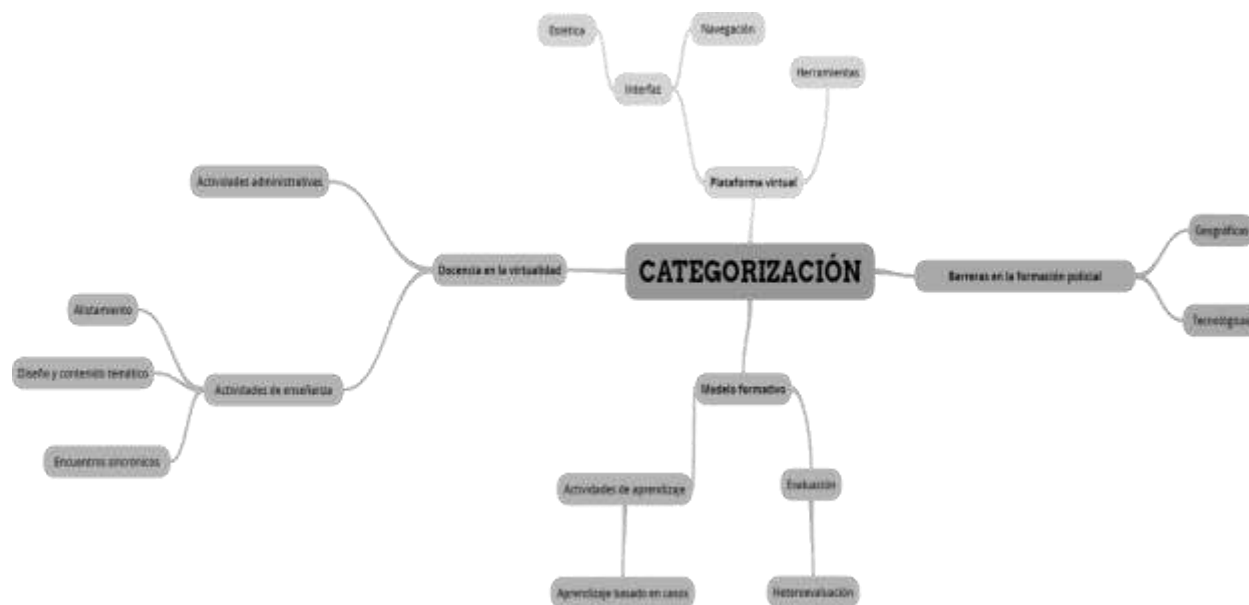 Estética
Navegación
Herramientas
Interfaz
Plataforma virtual
Actividades administrativas
Docencia en la virtualidad
CATEGORIZACIÓN
Geográficas
Barreras en la formación policial
Tecnológicas
Alistamiento
Diseño y contenido temático
Actividades de enseñanza
Encuentros sincrónicos
Modelo formativo
Actividades de aprendizaje
Evaluación
Aprendizaje basado en casos
Heteroevaluación